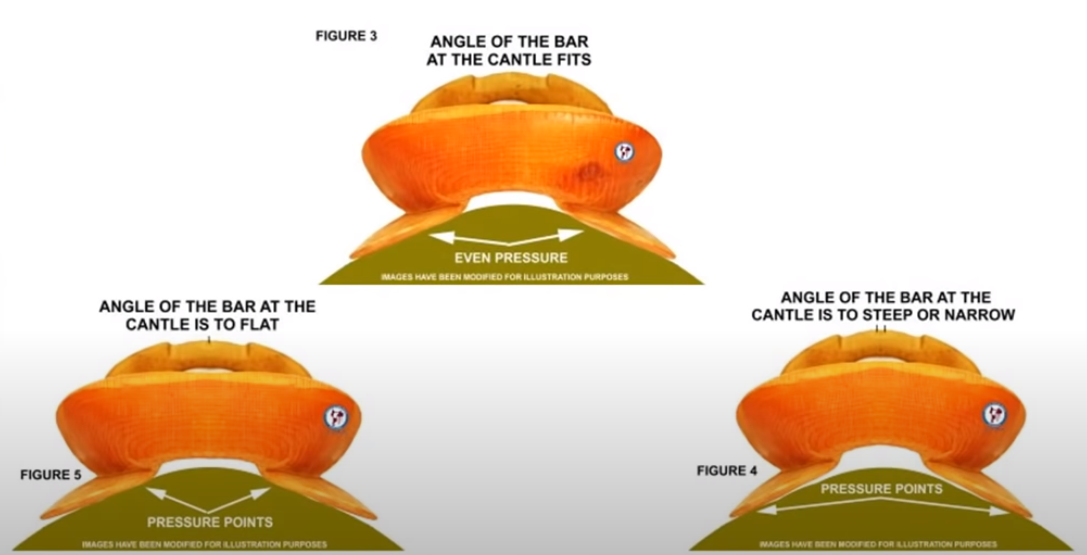 FIGURE 3
ANGLE OF THE BAR
AT THE CANTLE FITS
EVEN PRESSURE
IMAGES HAVE BEEN MODIFIED FOR ILLUSTRATION PURPOSES
ANGLE OF THE BAR AT THE
CANTLE IS TO FLAT
FIGURE 5
PRESSURE POINTS
IMAGES HAVE BEEN MODIFIED FOR ILLUSTRATION PURPOSES
ANGLE OF THE BAR AT THE
CANTLE IS TO STEEP OR NARROW
FIGURE 4
PRESSURE POINTS
IMAGES HAVE BEEN MODIFIED FOR ILLUSTRATION PURPOSES